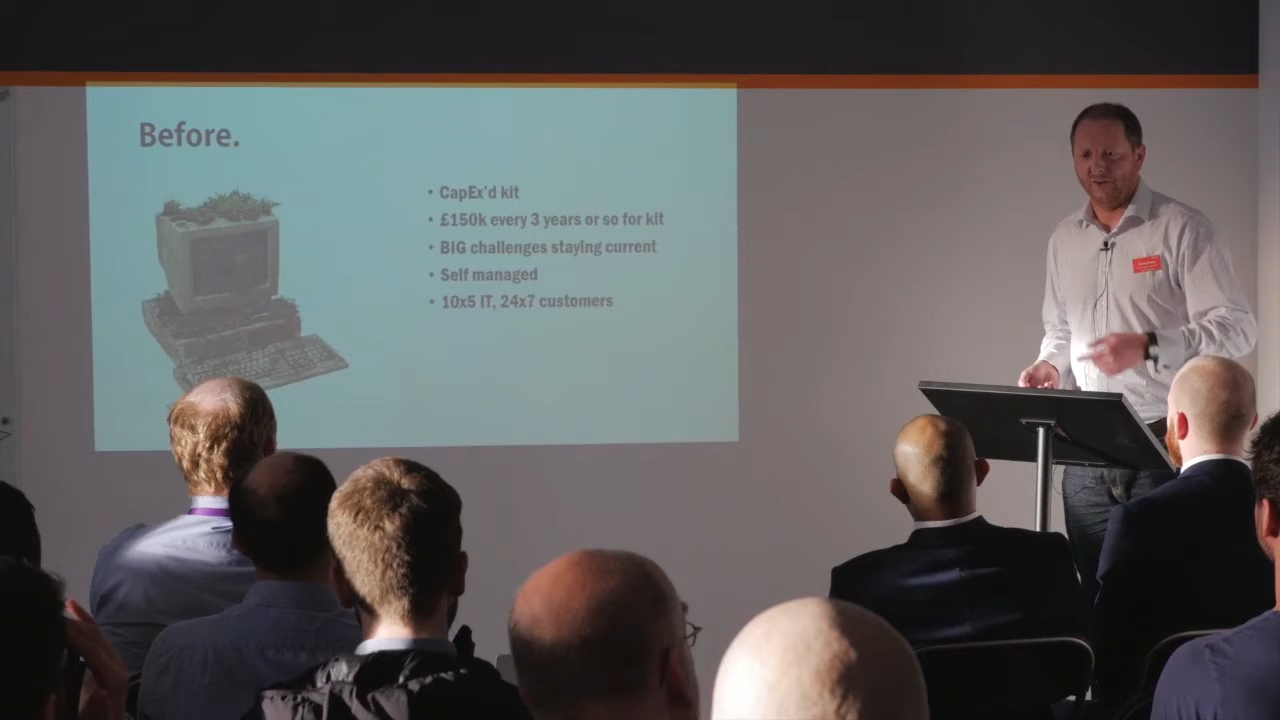 Before.
• CapEx'd kit
• £150k every 3 years or so for kit
• BIG challenges staying current
• Self managed
• 10x5 IT, 24x7 customers